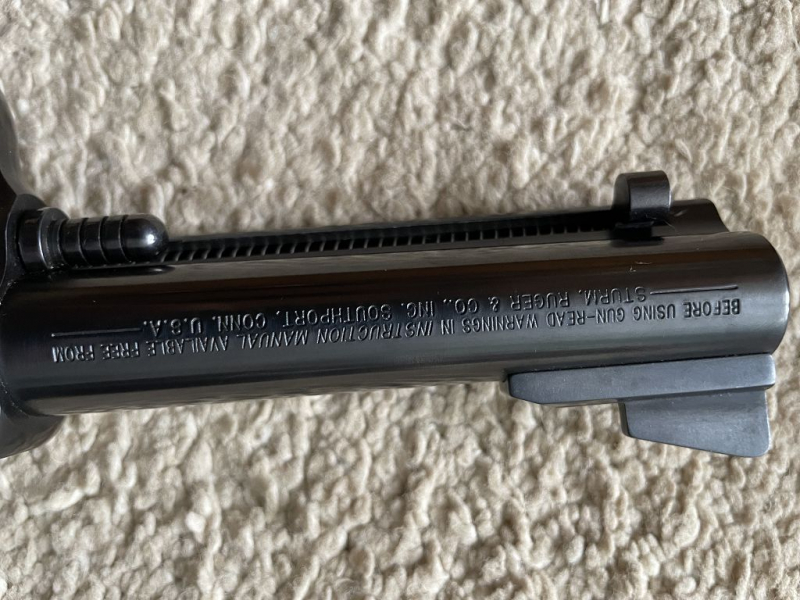 BEFORE USING GUN-READ WARNINGS IN INSTRUCTION MANUAL AVAILABLE FREE FROM
STURM, RUGER & CO., INC. SOUTHPORT, CONN. U.S.A.